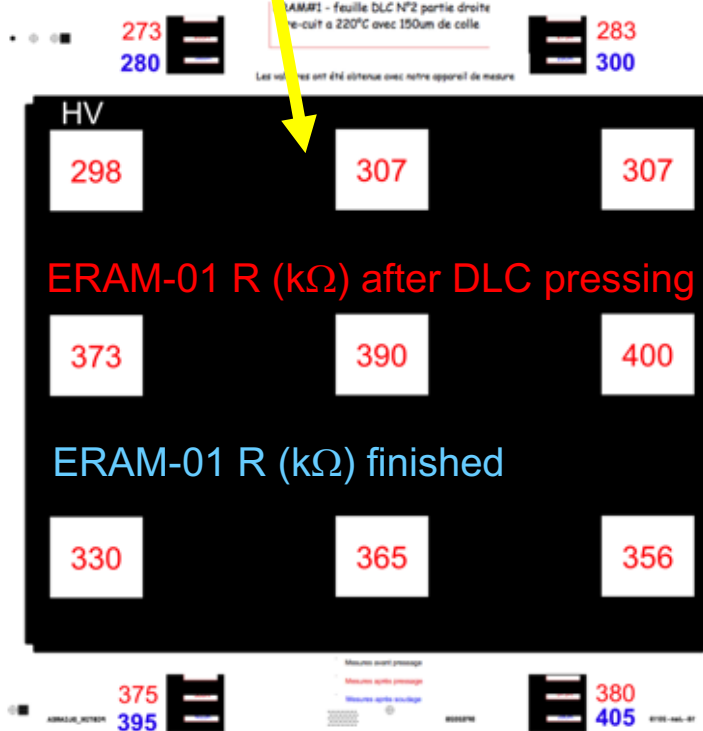 RAM#1 - feuille DLC N°2 partie droite
273
re-cuit a 220°C avec 150um de colle
283
280
300
Les ont été obtenue avec notre appareil de mesure
HV
298 307 307
ERAM-01 R (kΩ) after DLC pressing
373 390 400
ERAM-01 R (kΩ) finished
330 365 356
Mesures avant pressage
Mesures après pressage
Mesures après soudage
375 380
395 405